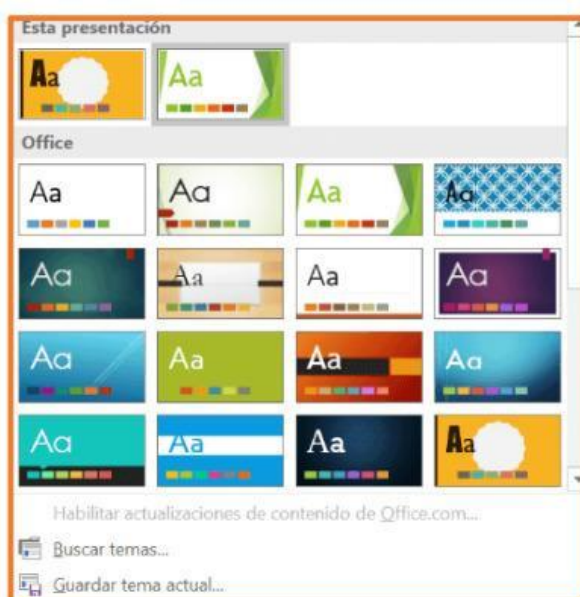 Esta presentación
Aa Aa
Office
Aa Aa Aa Aa
Aa Aa Aa Aa
Aa Aa Aa Aa
Aa Aa Aa Aa
Habilitar actualizaciones de contenido de Office.com...
Buscar temas...
Guardar tema actual...